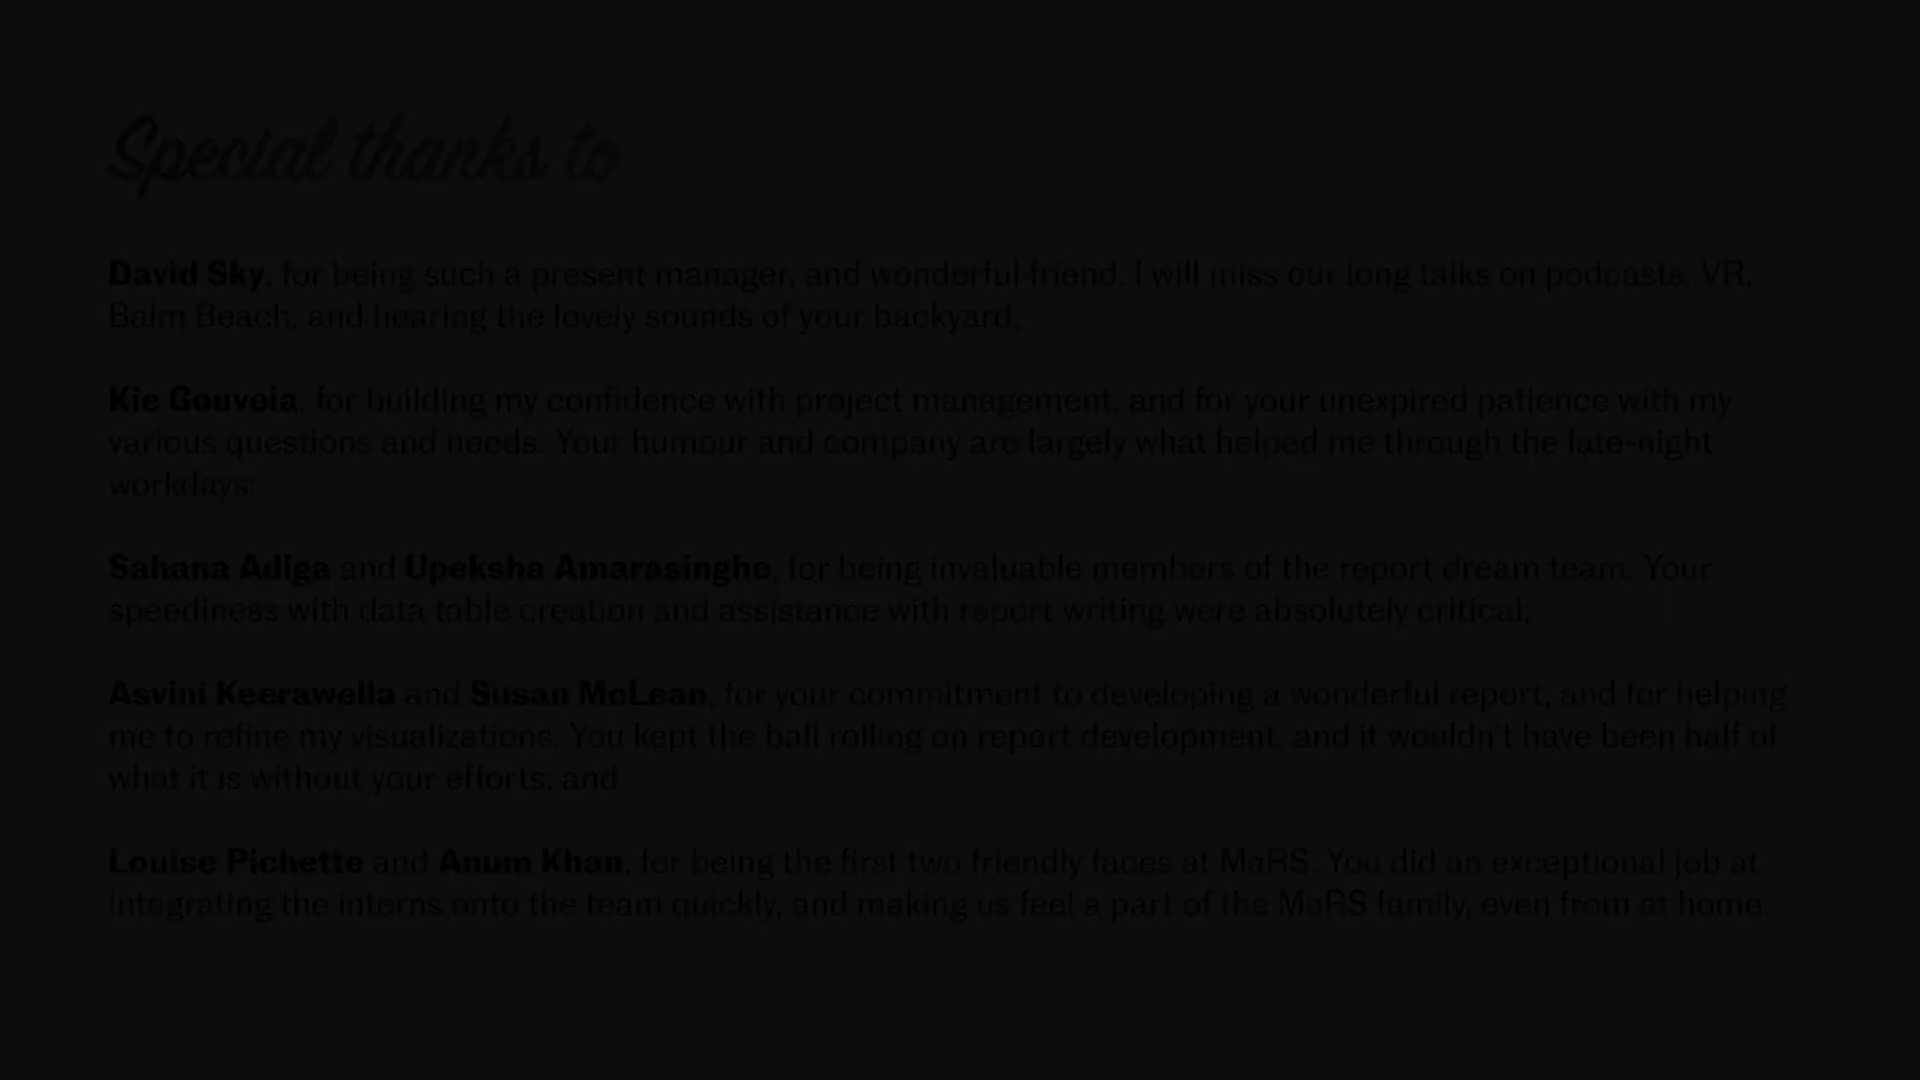 Special thanks to
David Sky, for being such a present manager, and wonderful friend. I will miss our long talks on podcasts, VR,
Balm Beach, and hearing the lovely sounds of your backyard;
Kie Gouveia, for building my confidence with project management, and for your unexpired patience with my
various questions and needs. Your humour and company are largely what helped me through the late-night
workdays;
Sahana Adiga and Upeksha Amarasinghe, for being invaluable members of the report dream team. Your
speediness with data table creation and assistance with report writing were absolutely critical;
Asvini Keerawella and Susan McLean, for your commitment to developing a wonderful report, and for helping
me to refine my visualizations. You kept the ball rolling on report development, and it wouldn't have been half of
what it is without your efforts; and
Louise Pichette and Anum Khan, for being the first two friendly faces at MaRS. You did an exceptional job at
integrating the interns onto the team quickly, and making us feel a part of the MaRS family, even from at home.